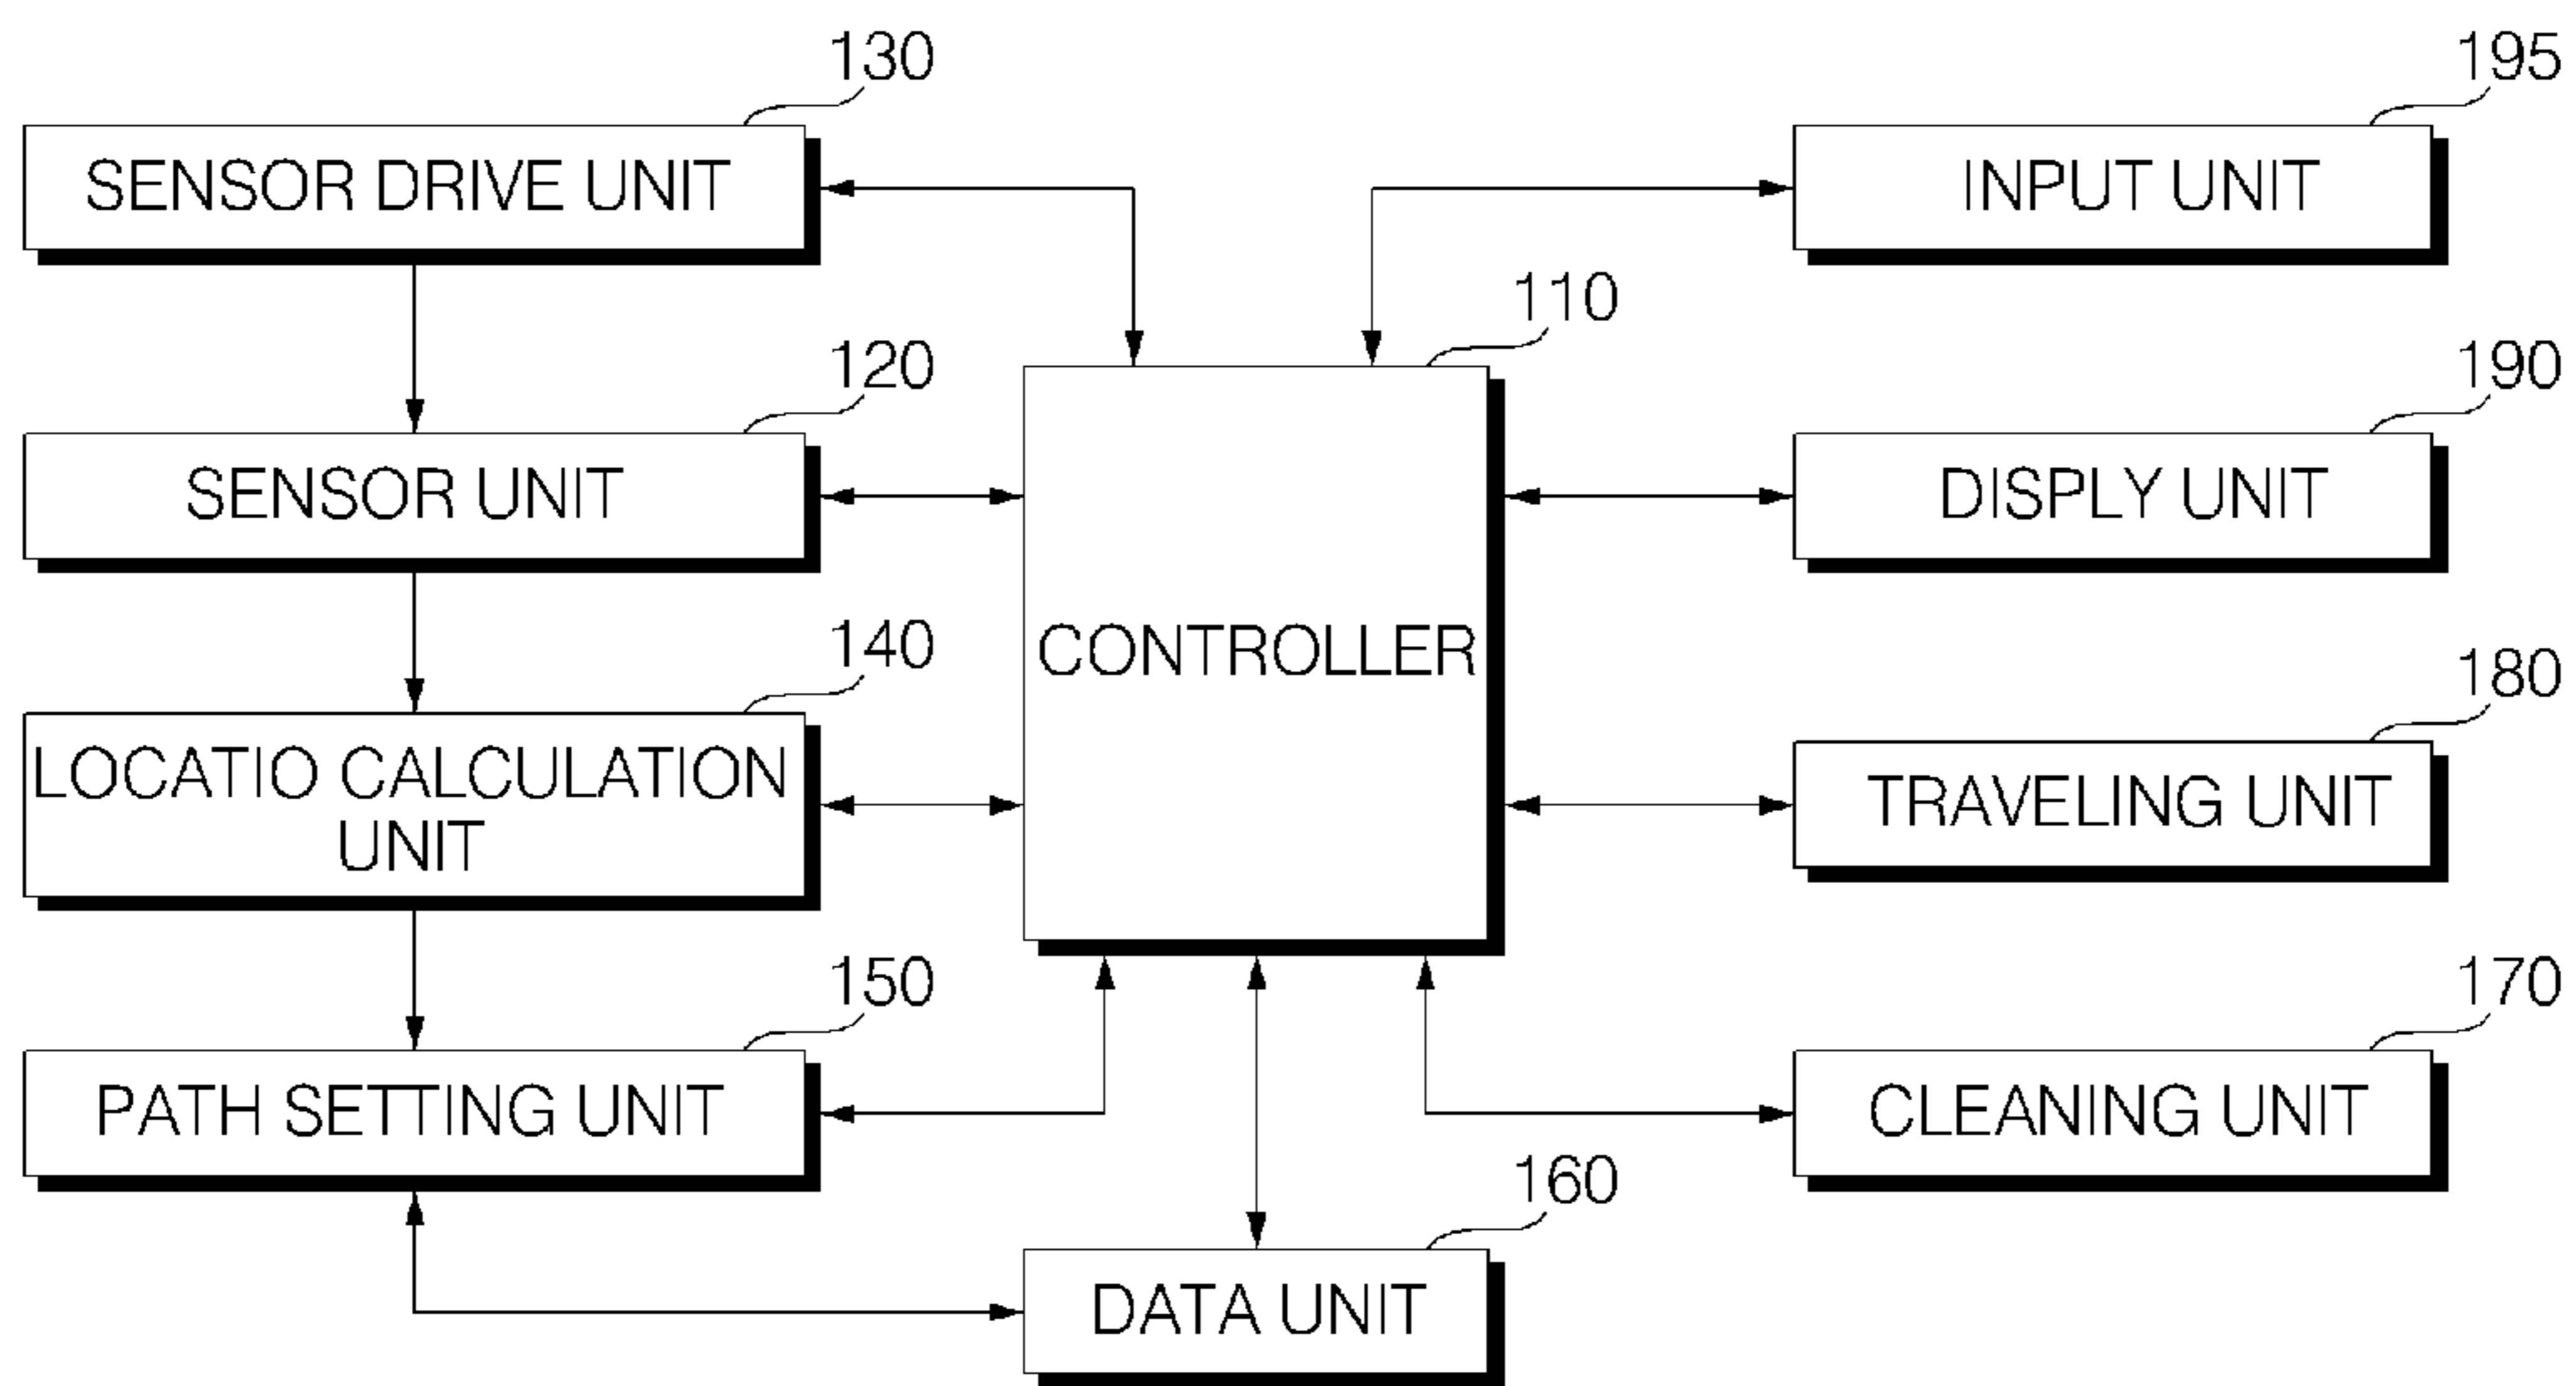 130
SENSOR DRIVE UNIT
195
INPUT UNIT
110
CONTROLLER
120
SENSOR UNIT
190
DISPLY UNIT
140
LOCATIO CALCULATION
UNIT
180
TRAVELING UNIT
150
PATH SETTING UNIT
170
CLEANING UNIT
160
DATA UNIT